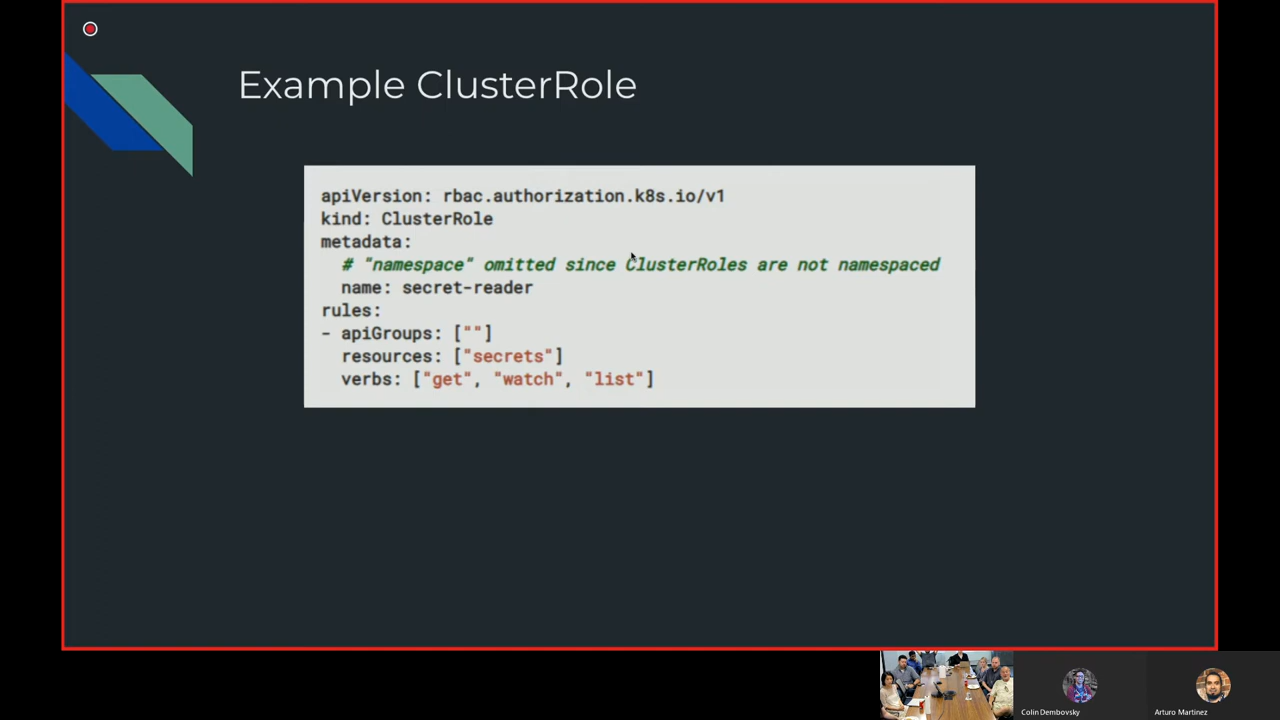 Example ClusterRole
apiVersion: rbac.authorization.k8s.io/v1
kind: ClusterRole
metadata:
  # "namespace" omitted since ClusterRoles are not namespaced
  name: secret-reader
rules:
- apiGroups: [""]
  resources: ["secrets"]
  verbs: ["get", "watch", "list"]
Colin Dembovsky
Arturo Martinez